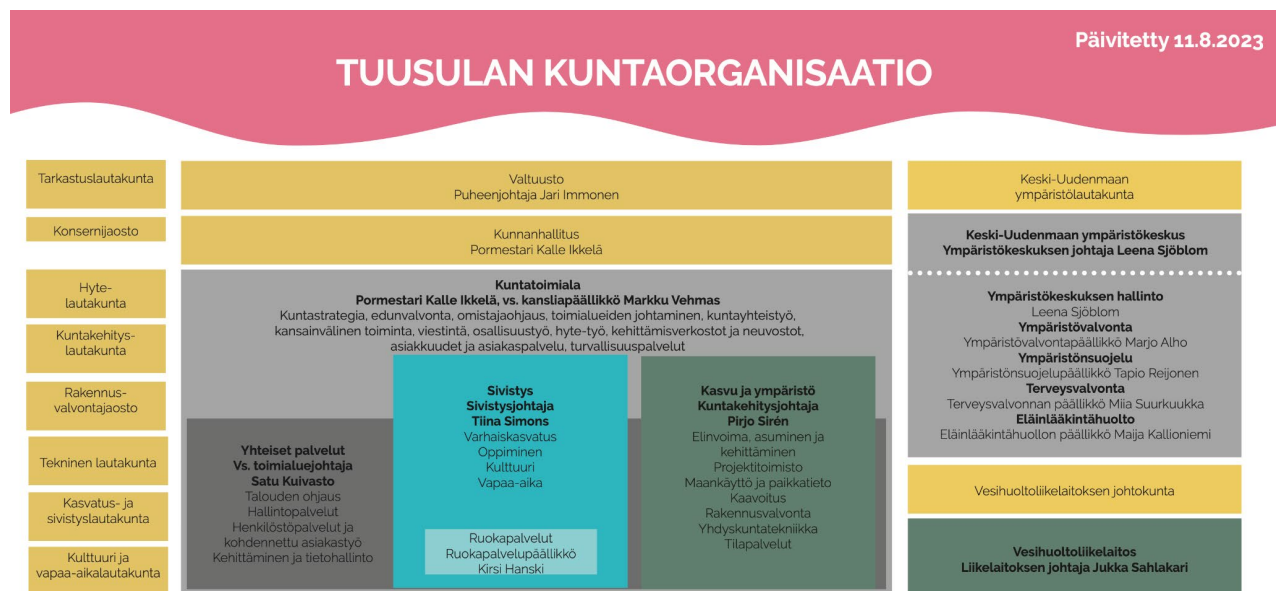 Päivitetty 11.8.2023
TUUSULAN KUNTAORGANISAATIO
Tarkastuslautakunta
Konsernijaosto
Hyte-
lautakunta
Kuntakehitys-
lautakunta
Rakennus-
valvontajaosto
Tekninen lautakunta
Kasvatus- ja
sivistyslautakunta
Kulttuuri ja
vapaa-aikalautakunta
Valtuusto
Puheenjohtaja Jari Immonen
Kunnanhallitus
Pormestari Kalle Ikkelä
Kuntatoimiala
Pormestari Kalle Ikkelä, vs. kansliapäällikkö Markku Vehmas
Kuntastrategia, edunvalvonta, omistajaohjaus, toimialueiden johtaminen, kuntayhteistyö,
kansainvälinen toiminta, viestintä, osallisuustyö, hyte-työ, kehittämisverkostot ja neuvostot,
asiakkuudet ja asiakaspalvelu, turvallisuuspalvelut
Yhteiset palvelut
Vs. toimialuejohtaja
Satu Kuivasto
Talouden ohjaus
Hallintopalvelut
Henkilöstöpalvelut ja
kohdennettu asiakastyö
Kehittäminen ja tietohallinto
Sivistys
Sivistysjohtaja
Tiina Simons
Varhaiskasvatus
Oppiminen
Kulttuuri
Vapaa-aika
Ruokapalvelut
Ruokapalvelupäällikkö
Kirsi Hanski
Kasvu ja ympäristö
Kuntakehitysjohtaja
Pirjo Sirén
Elinvoima, asuminen ja
kehittäminen
Projektitoimisto
Maankäyttö ja paikkatieto
Kaavoitus
Rakennusvalvonta
Yhdyskuntatekniikka
Tilapalvelut
Keski-Uudenmaan
ympäristölautakunta
Keski-Uudenmaan ympäristökeskus
Ympäristökeskuksen johtaja Leena Sjöblom
Ympäristökeskuksen hallinto
Leena Sjöblom
Ympäristövalvonta
Ympäristövalvontapäällikkö Marjo Alho
Ympäristönsuojelu
Ympäristönsuojelupäällikkö Tapio Reijonen
Terveysvalvonta
Terveysvalvonnan päällikkö Miia Suurkuukka
Eläinlääkintähuolto
Eläinlääkintähuollon päällikkö Maija Kallioniemi
Vesihuoltoliikelaitoksen johtokunta
Vesihuoltoliikelaitos
Liikelaitoksen johtaja Jukka Sahlakari